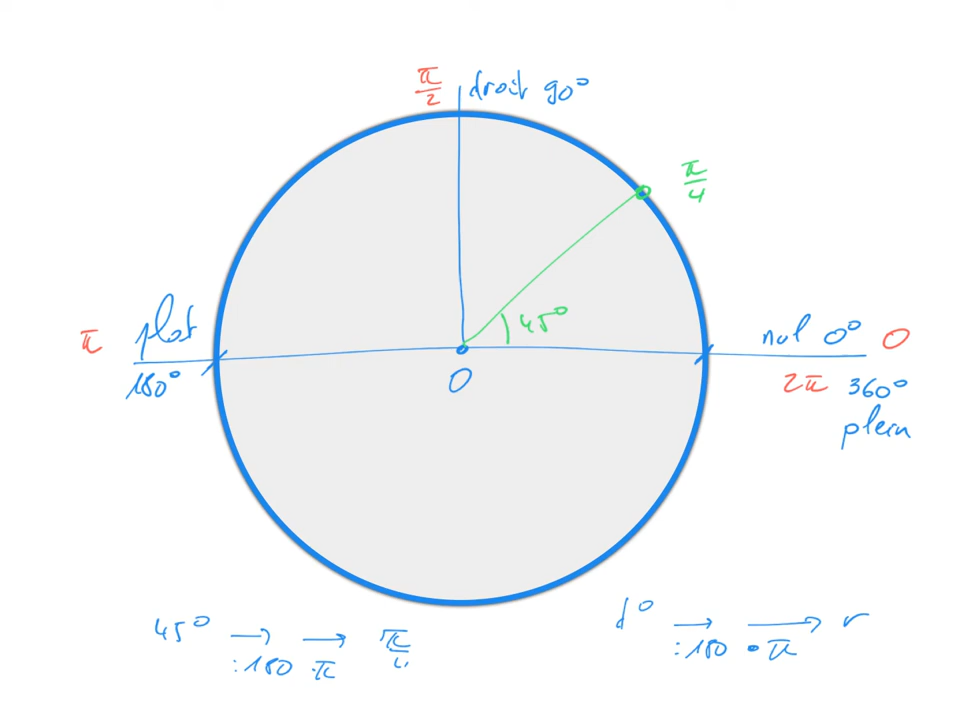 π/2 droit 90°
π/4
45°
π plat
180°
nul 0° 0
2π 360°
plein
O
45° → → π/4
:180 ·π
d° → → r
:180 •π